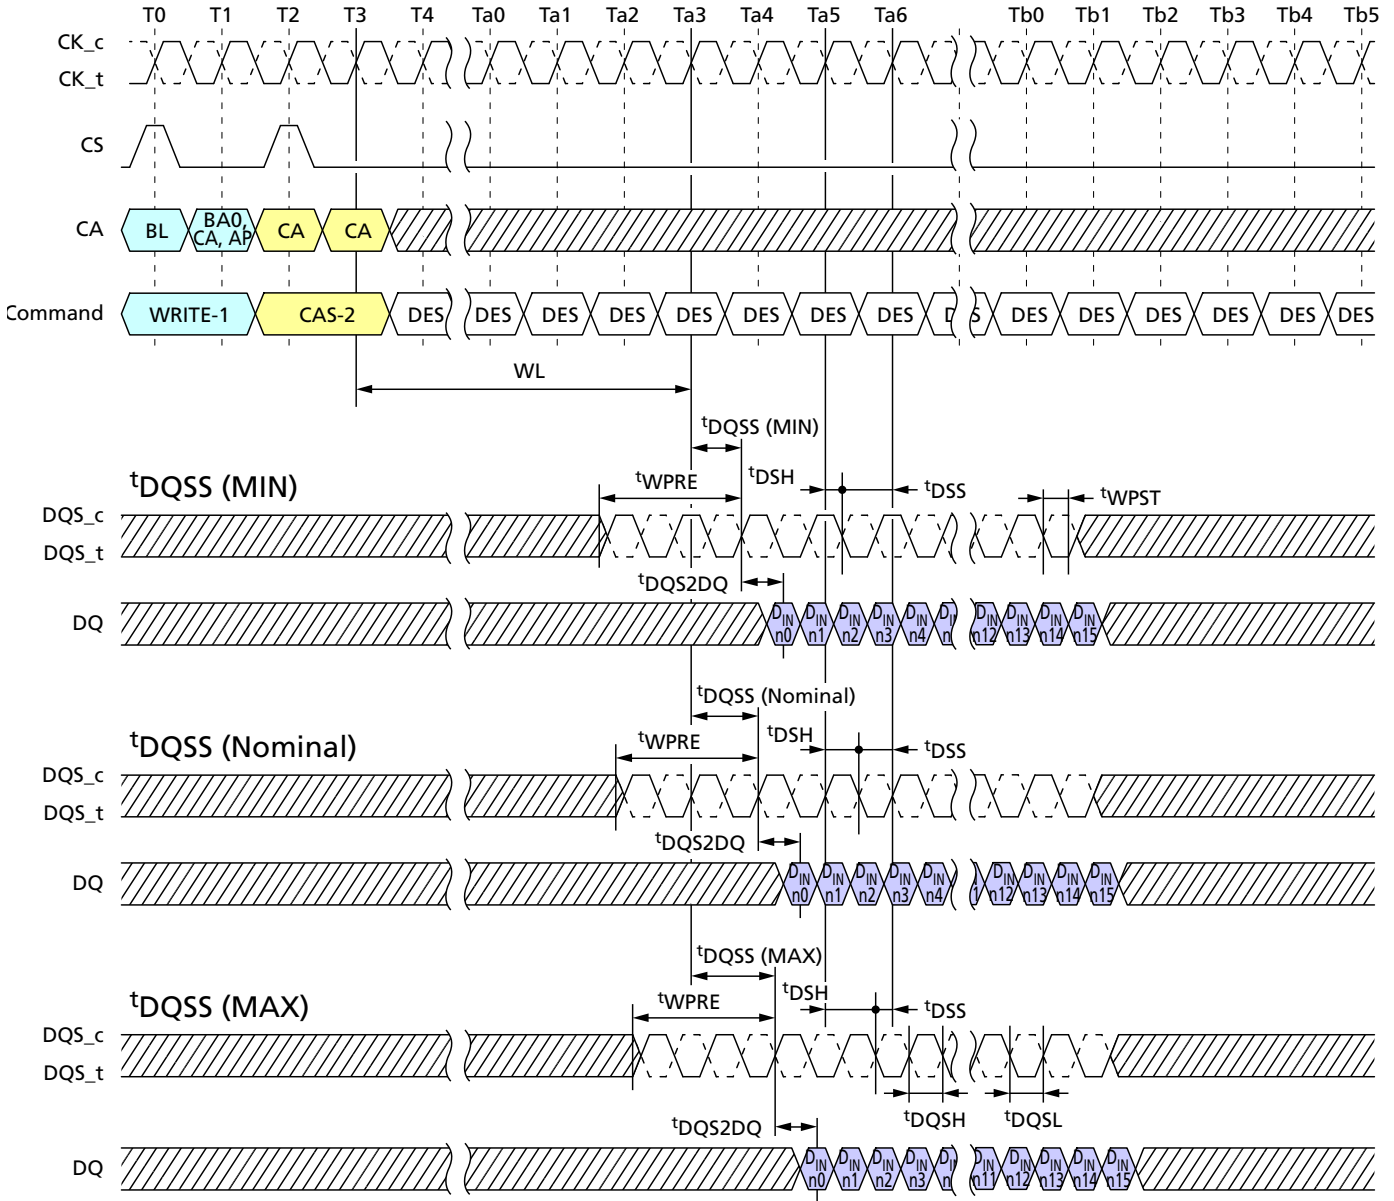 T0 T1 T2 T3 T4 Ta0 Ta1 Ta2 Ta3 Ta4 Ta5 Ta6 Tb0 Tb1 Tb2 Tb3 Tb4 Tb5
CK_c
CK_t
CS
CA BL BA0, CA, AP CA CA
Command WRITE-1 CAS-2 DES DES DES DES DES DES DES DES DES DES DES DES DES DES
WL
tDQSS (MIN)
tDQSS (MIN) tWPRE tDSH tDSS tWPST
DQS_c
DQS_t
tDQS2DQ
DQ DIN n0 DIN n1 DIN n2 DIN n3 DIN n4 DIN n DIN n12 DIN n13 DIN n14 DIN n15
tDQSS (Nominal)
tDQSS (Nominal) tWPRE tDSH tDSS
DQS_c
DQS_t
tDQS2DQ
DQ DIN n0 DIN n1 DIN n2 DIN n3 DIN n4 DIN n12 DIN n13 DIN n14 DIN n15
tDQSS (MAX)
tDQSS (MAX) tWPRE tDSH tDSS
DQS_c
DQS_t
tDQSH tDQSL
tDQS2DQ
DQ DIN n0 DIN n1 DIN n2 DIN n3 DIN n DIN n11 DIN n12 DIN n13 DIN n14 DIN n15